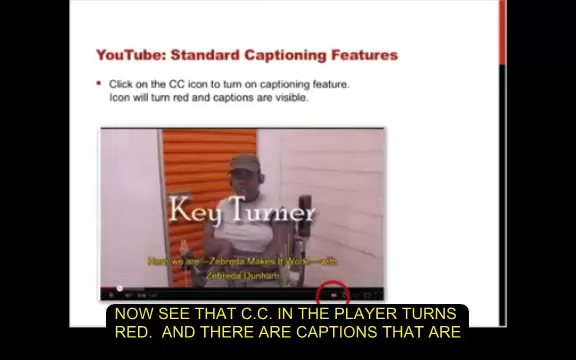 YouTube: Standard Captioning Features
Click on the CC icon to turn on captioning feature.
Icon will turn red and captions are visible.
Key Turner
we are--Zebreda Makes It Work--with
Zebreda Dunham
NOW SEE THAT C.C. IN THE PLAYER TURNS
RED.  AND THERE ARE CAPTIONS THAT ARE